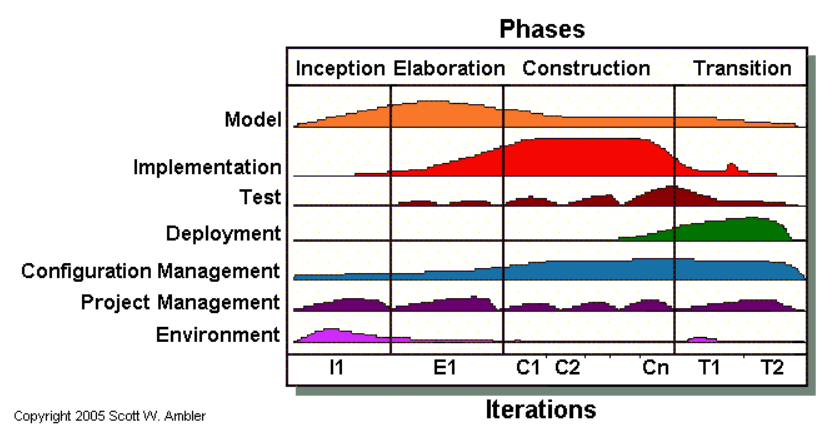 Phases
Inception Elaboration Construction Transition
Model
Implementation
Test
Deployment
Configuration Management
Project Management
Environment
I1 E1 C1 C2 Cn T1 T2
Copyright 2005 Scott W. Ambler
Iterations